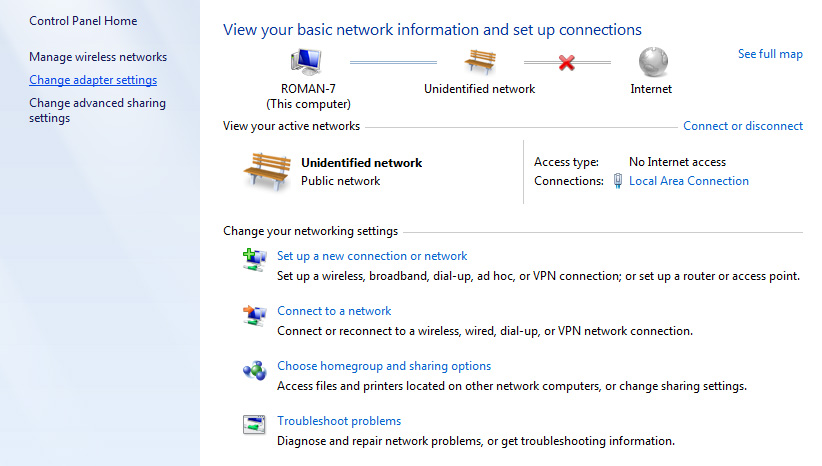 Control Panel Home
Manage wireless networks
Change adapter settings
Change advanced sharing
settings
View your basic network information and set up connections
See full map
ROMAN-7
(This computer)
Unidentified network
Internet
View your active networks
Connect or disconnect
Unidentified network
Public network
Access type: No Internet access
Connections: Local Area Connection
Change your networking settings
Set up a new connection or network
Set up a wireless, broadband, dial-up, ad hoc, or VPN connection; or set up a router or access point.
Connect to a network
Connect or reconnect to a wireless, wired, dial-up, or VPN network connection.
Choose homegroup and sharing options
Access files and printers located on other network computers, or change sharing settings.
Troubleshoot problems
Diagnose and repair network problems, or get troubleshooting information.